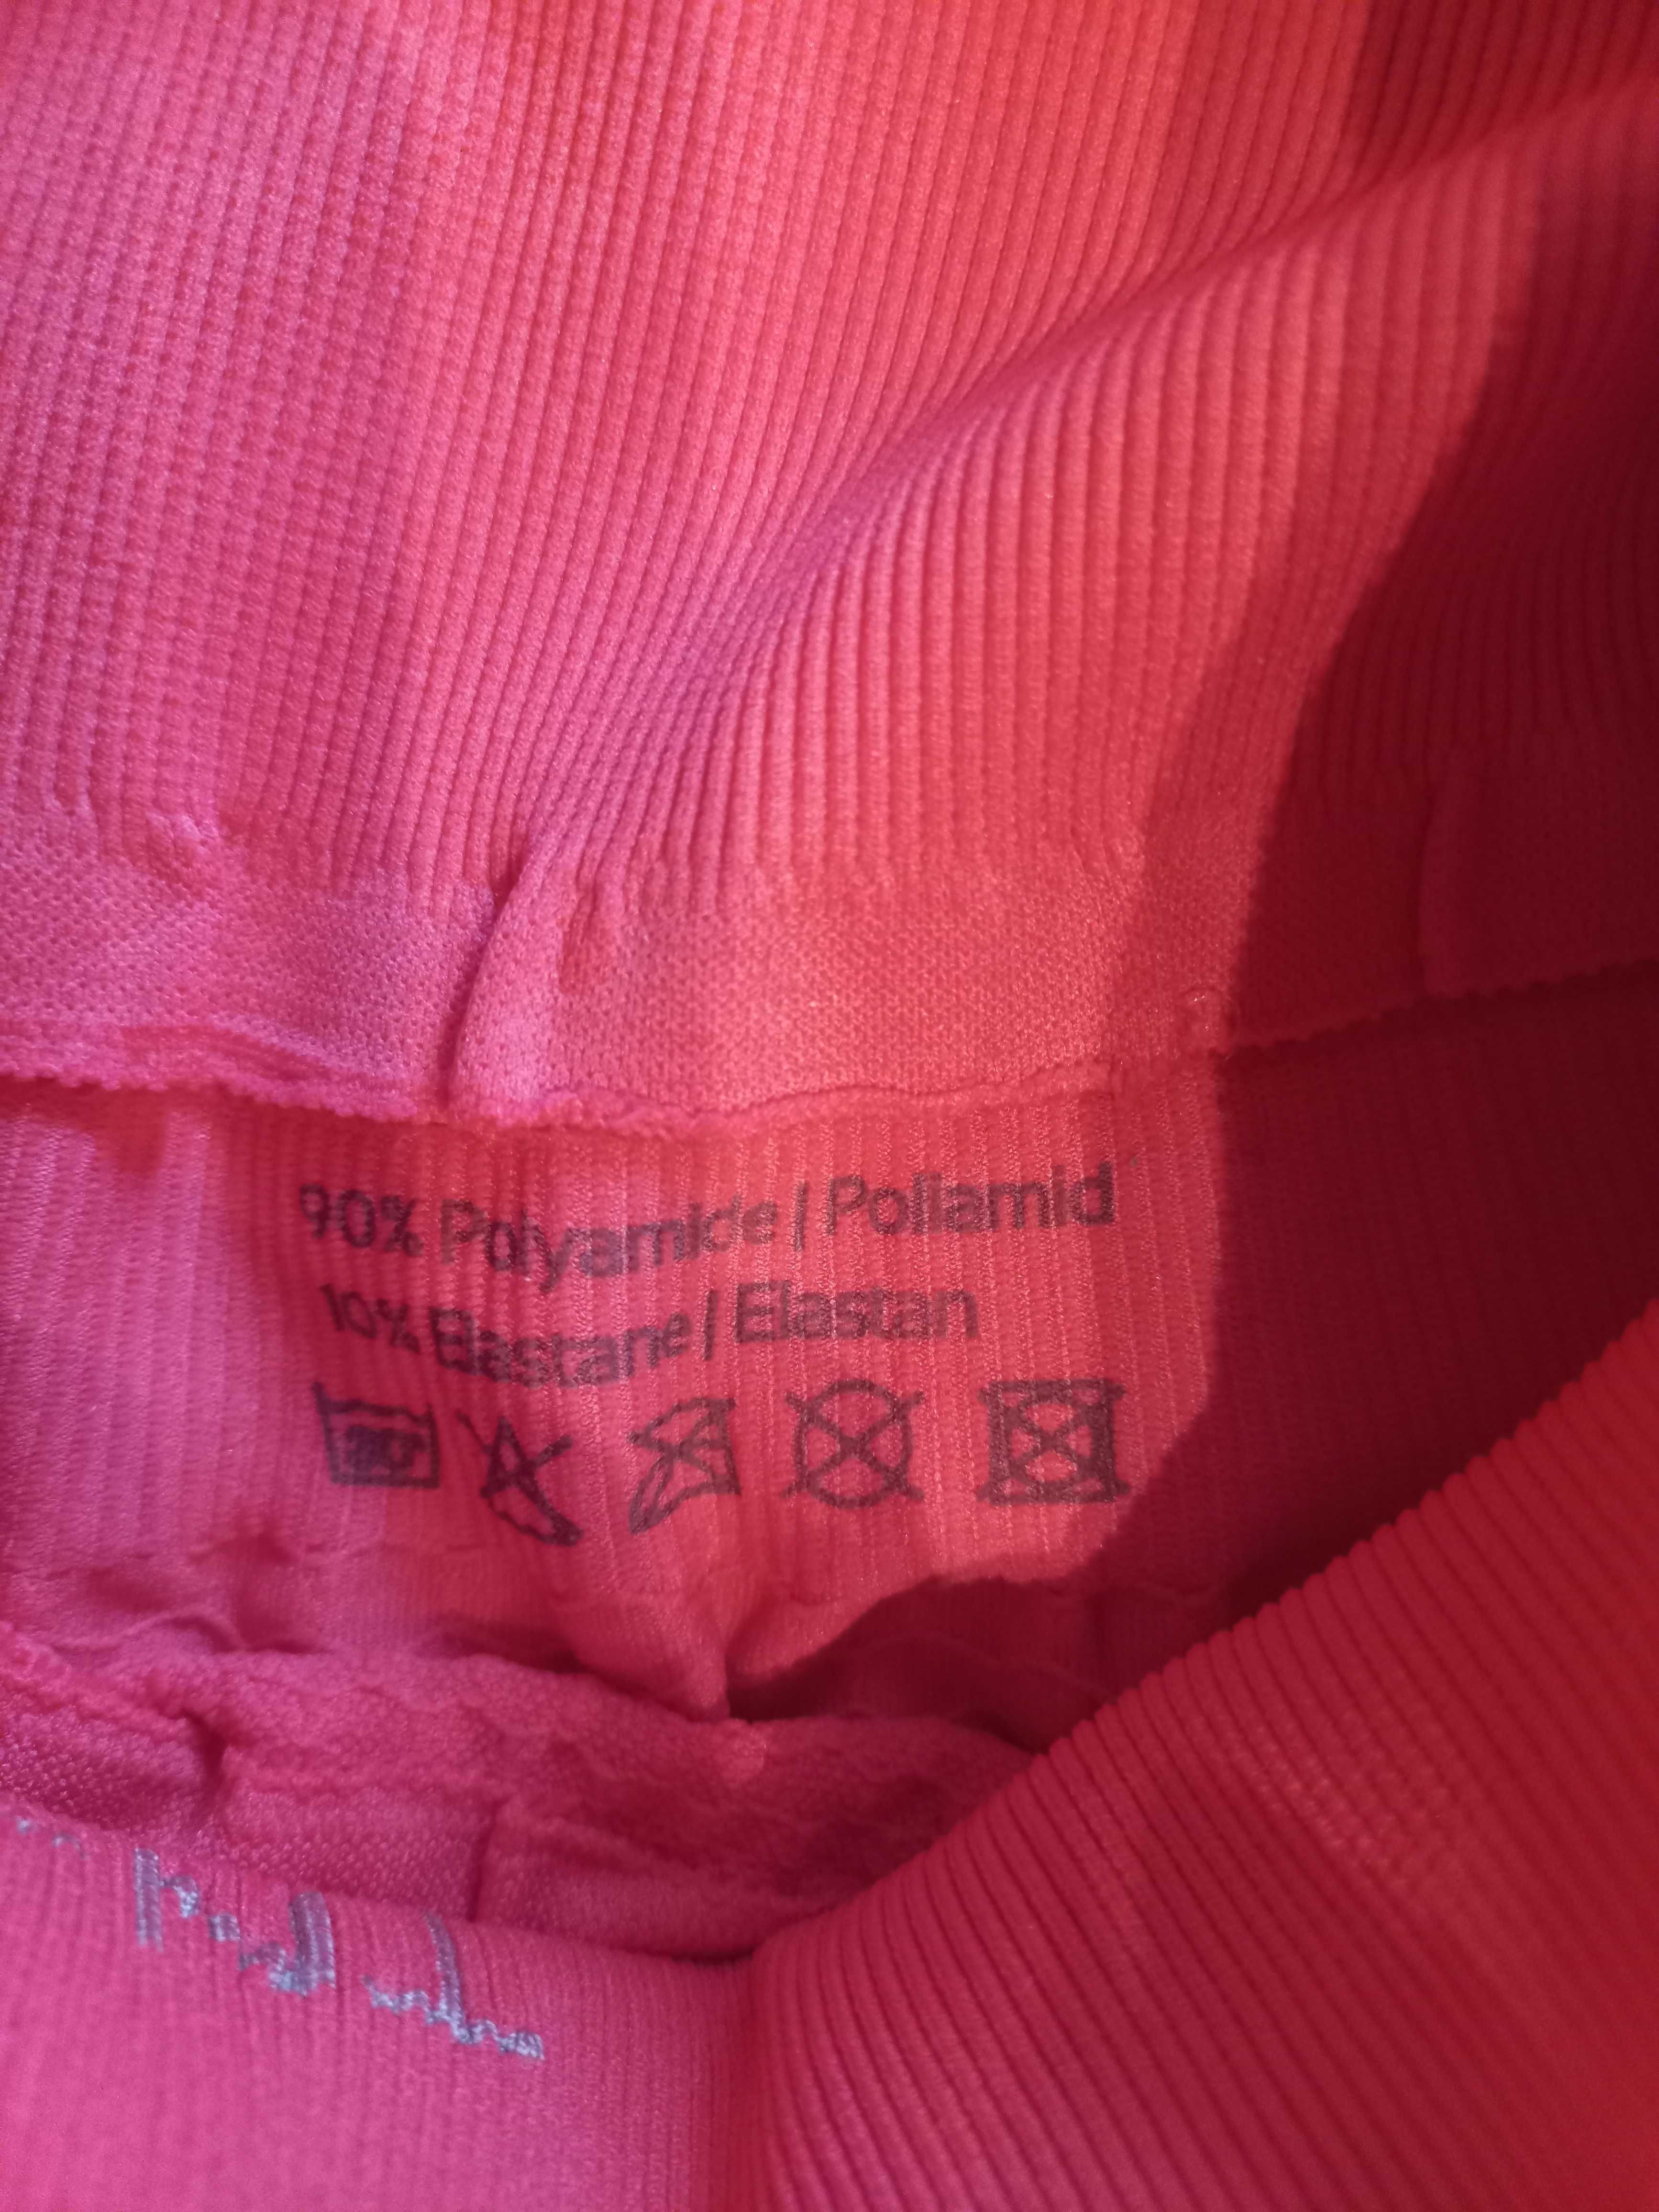 90% Polyamide / Poliamid
10% Elastane / Elastan